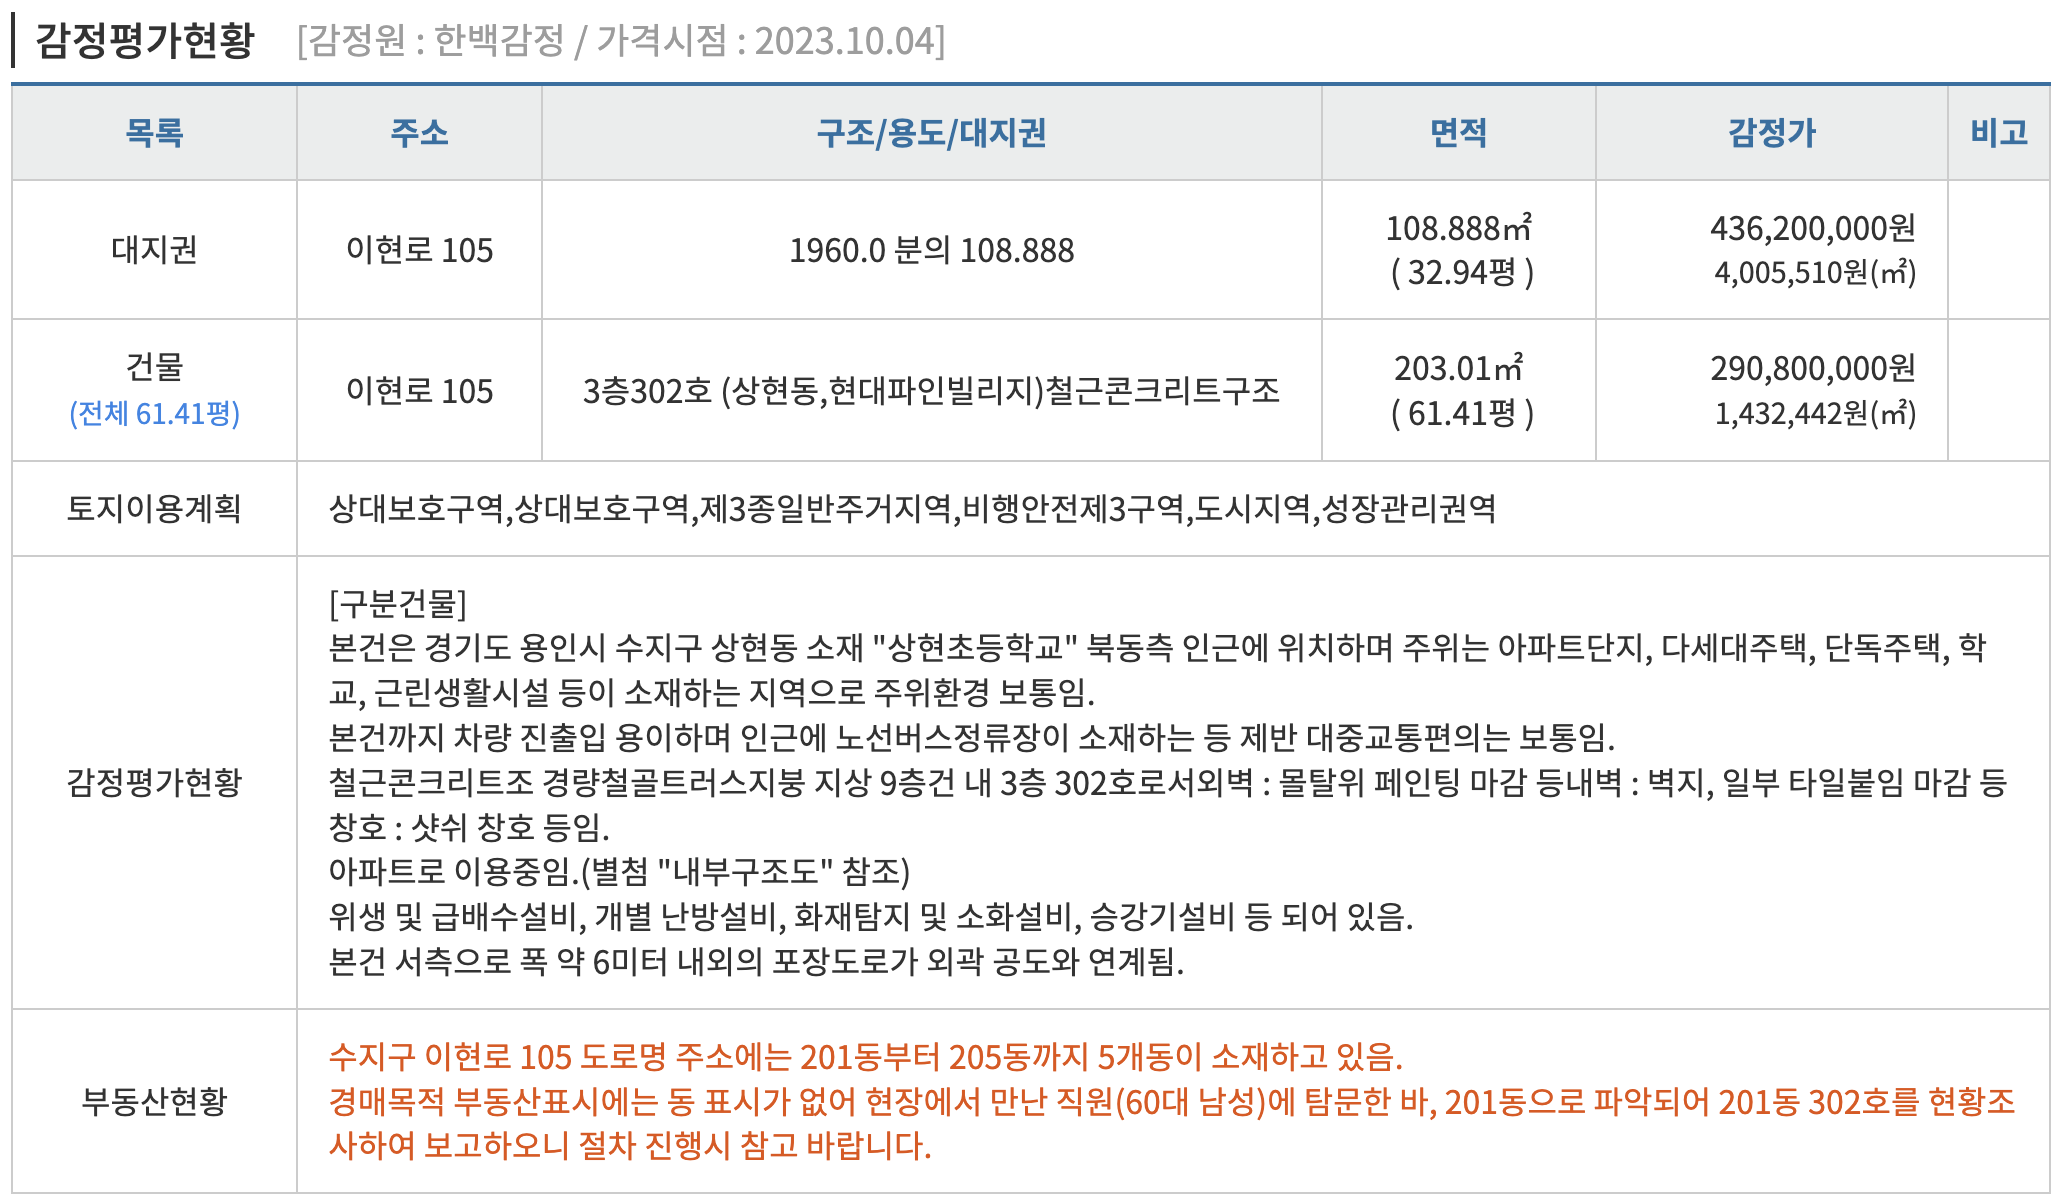 감정평가현황 [감정원 : 한백감정 / 가격시점 : 2023.10.04]
목록 주소 구조/용도/대지권 면적 감정가 비고
대지권 이현로 105 1960.0 분의 108.888 108.888㎡ 436,200,000원
( 32.94평 ) 4,005,510원(㎡)
건물 이현로 105 3층302호 (상현동,현대파인빌리지)철근콘크리트구조 203.01㎡ 290,800,000원
(전체 61.41평) ( 61.41평 ) 1,432,442원(㎡)
토지이용계획 상대보호구역,상대보호구역,제3종일반주거지역,비행안전제3구역,도시지역,성장관리권역
감정평가현황
[구분건물]
본건은 경기도 용인시 수지구 상현동 소재 "상현초등학교" 북동측 인근에 위치하며 주위는 아파트단지, 다세대주택, 단독주택, 학
교, 근린생활시설 등이 소재하는 지역으로 주위환경 보통임.
본건까지 차량 진출입 용이하며 인근에 노선버스정류장이 소재하는 등 제반 대중교통편의는 보통임.
철근콘크리트조 경량철골트러스지붕 지상 9층건 내 3층 302호로서외벽 : 몰탈위 페인팅 마감 등내벽 : 벽지, 일부 타일붙임 마감 등
창호 : 샷쉬 창호 등임.
아파트로 이용중임.(별첨 "내부구조도" 참조)
위생 및 급배수설비, 개별 난방설비, 화재탐지 및 소화설비, 승강기설비 등 되어 있음.
본건 서측으로 폭 약 6미터 내외의 포장도로가 외곽 공도와 연계됨.
부동산현황
수지구 이현로 105 도로명 주소에는 201동부터 205동까지 5개동이 소재하고 있음.
경매목적 부동산표시에는 동 표시가 없어 현장에서 만난 직원(60대 남성)에 탐문한 바, 201동으로 파악되어 201동 302호를 현황조
사하여 보고하오니 절차 진행시 참고 바랍니다.